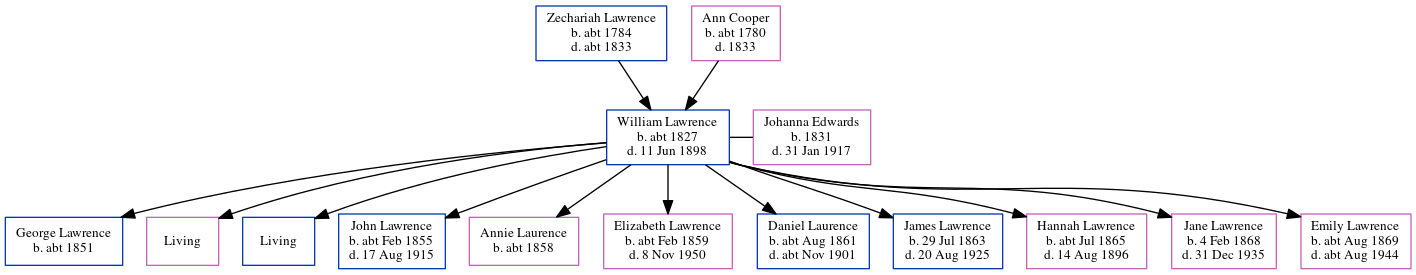 Zechariah Lawrence
b. abt 1784
d. abt 1833
Ann Cooper
b. abt 1780
d. 1833
William Lawrence
b. abt 1827
d. 11 Jun 1898
Johanna Edwards
b. 1831
d. 31 Jan 1917
George Lawrence
b. abt 1851
Living
Living
John Lawrence
b. abt Feb 1855
d. 17 Aug 1915
Annie Laurence
b. abt 1858
Elizabeth Lawrence
b. abt Feb 1859
d. 8 Nov 1950
Daniel Laurence
b. abt Aug 1861
d. abt Nov 1901
James Lawrence
b. 29 Jul 1863
d. 20 Aug 1925
Hannah Lawrence
b. abt Jul 1865
d. 14 Aug 1896
Jane Lawrence
b. 4 Feb 1868
d. 31 Dec 1935
Emily Lawrence
b. abt Aug 1869
d. abt Aug 1944